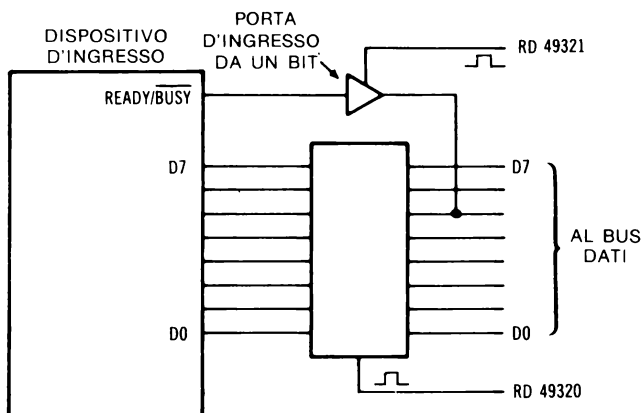 DISPOSITIVO
D'INGRESSO
PORTA
D'INGRESSO
DA UN BIT
RD 49321
READY/BUSY
D7
D7
AL BUS
DATI
D0
D0
RD 49320